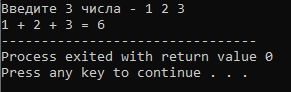 Введите 3 числа - 1 2 3
1 + 2 + 3 = 6
--------------------------------
Process exited with return value 0
Press any key to continue . . .